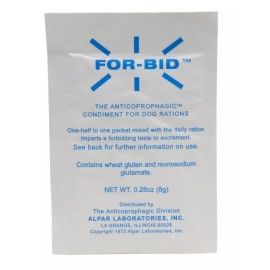 FOR-BID™
THE ANTICOPROPHAGIC™
CONDIMENT FOR DOG RATIONS
One-half to one packet mixed with the daily ration
Imparts a forbidding taste to excrement.
See back for further information on use.
Contains wheat gluten and monosodium
glutamate.
NET WT. 0.28oz (8g)
Distributed by
The Anticoprophagic Division
ALPAR LABORATORIES, INC.
LA GRANGE, ILLINOIS 60525
Copyright 1972 Alpar Laboratories, Inc.